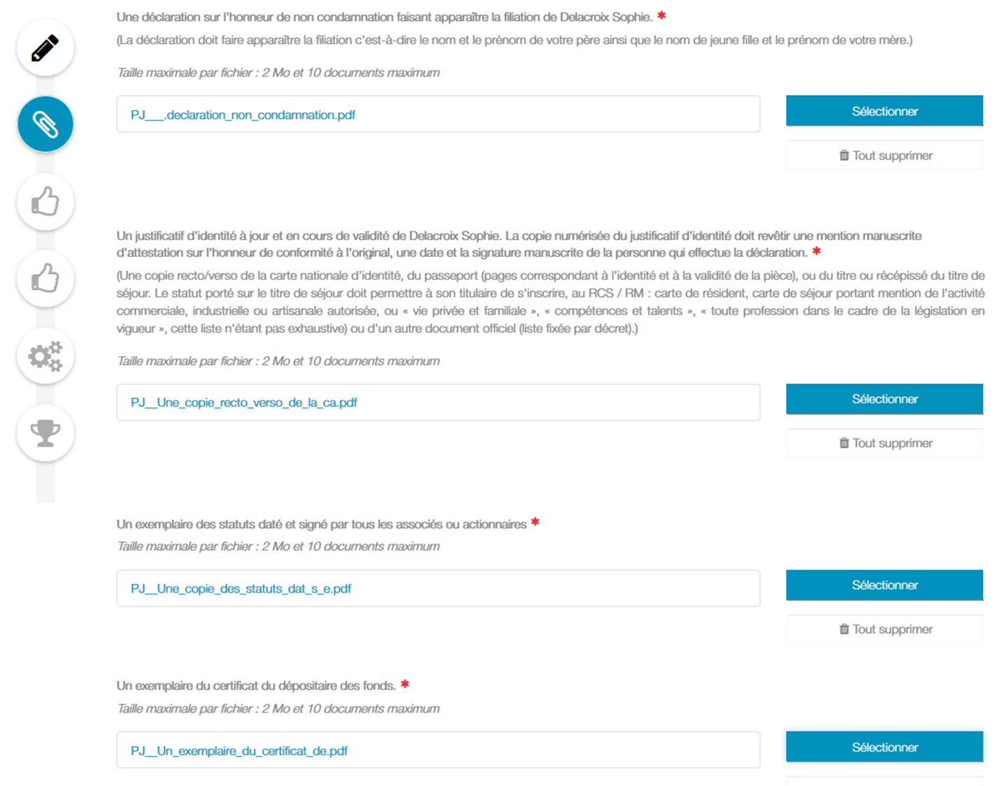 Une déclaration sur l'honneur de non condamnation faisant apparaître la filiation de Delacroix Sophie. *
(La déclaration doit faire apparaître la filiation c'est-à-dire le nom et le prénom de votre père ainsi que le nom de jeune fille et le prénom de votre mère.)
Taille maximale par fichier : 2 Mo et 10 documents maximum
PJ___.declaration_non_condamnation.pdf
Sélectionner
Tout supprimer
Un justificatif d'identité à jour et en cours de validité de Delacroix Sophie. La copie numérisée du justificatif d'identité doit revêtir une mention manuscrite
d'attestation sur l'honneur de conformité à l'original, une date et la signature manuscrite de la personne qui effectue la déclaration. *
(Une copie recto/verso de la carte nationale d'identité, du passeport (pages correspondant à l'identité et à la validité de la pièce), ou du titre ou récépissé du titre de
séjour. Le statut porté sur le titre de séjour doit permettre à son titulaire de s'inscrire, au RCS / RM : carte de résident, carte de séjour portant mention de l'activité
commerciale, industrielle ou artisanale autorisée, ou « vie privée et familiale », « compétences et talents », « toute profession dans le cadre de la législation en
vigueur », cette liste n'étant pas exhaustive) ou d'un autre document officiel (liste fixée par décret).)
Taille maximale par fichier : 2 Mo et 10 documents maximum
PJ__Une_copie_recto_verso_de_la_ca.pdf
Sélectionner
Tout supprimer
Un exemplaire des statuts daté et signé par tous les associés ou actionnaires *
Taille maximale par fichier : 2 Mo et 10 documents maximum
PJ__Une_copie_des_statuts_dat_s_e.pdf
Sélectionner
Tout supprimer
Un exemplaire du certificat du dépositaire des fonds. *
Taille maximale par fichier : 2 Mo et 10 documents maximum
PJ__Un_exemplaire_du_certificat_de.pdf
Sélectionner